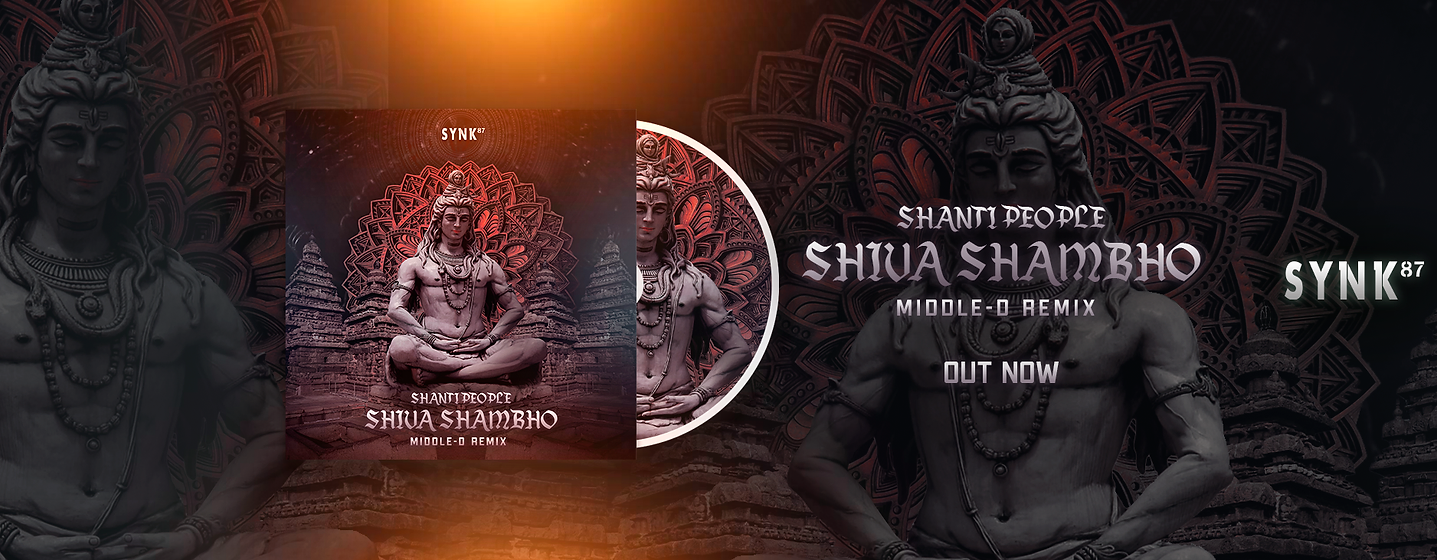 SYNK87
SHANTI PEOPLE
SHIVA SHAMBHO
MIDDLE-D REMIX
SHANTI PEOPLE
SHIVA SHAMBHO
MIDDLE-D REMIX
OUT NOW
SYNK87